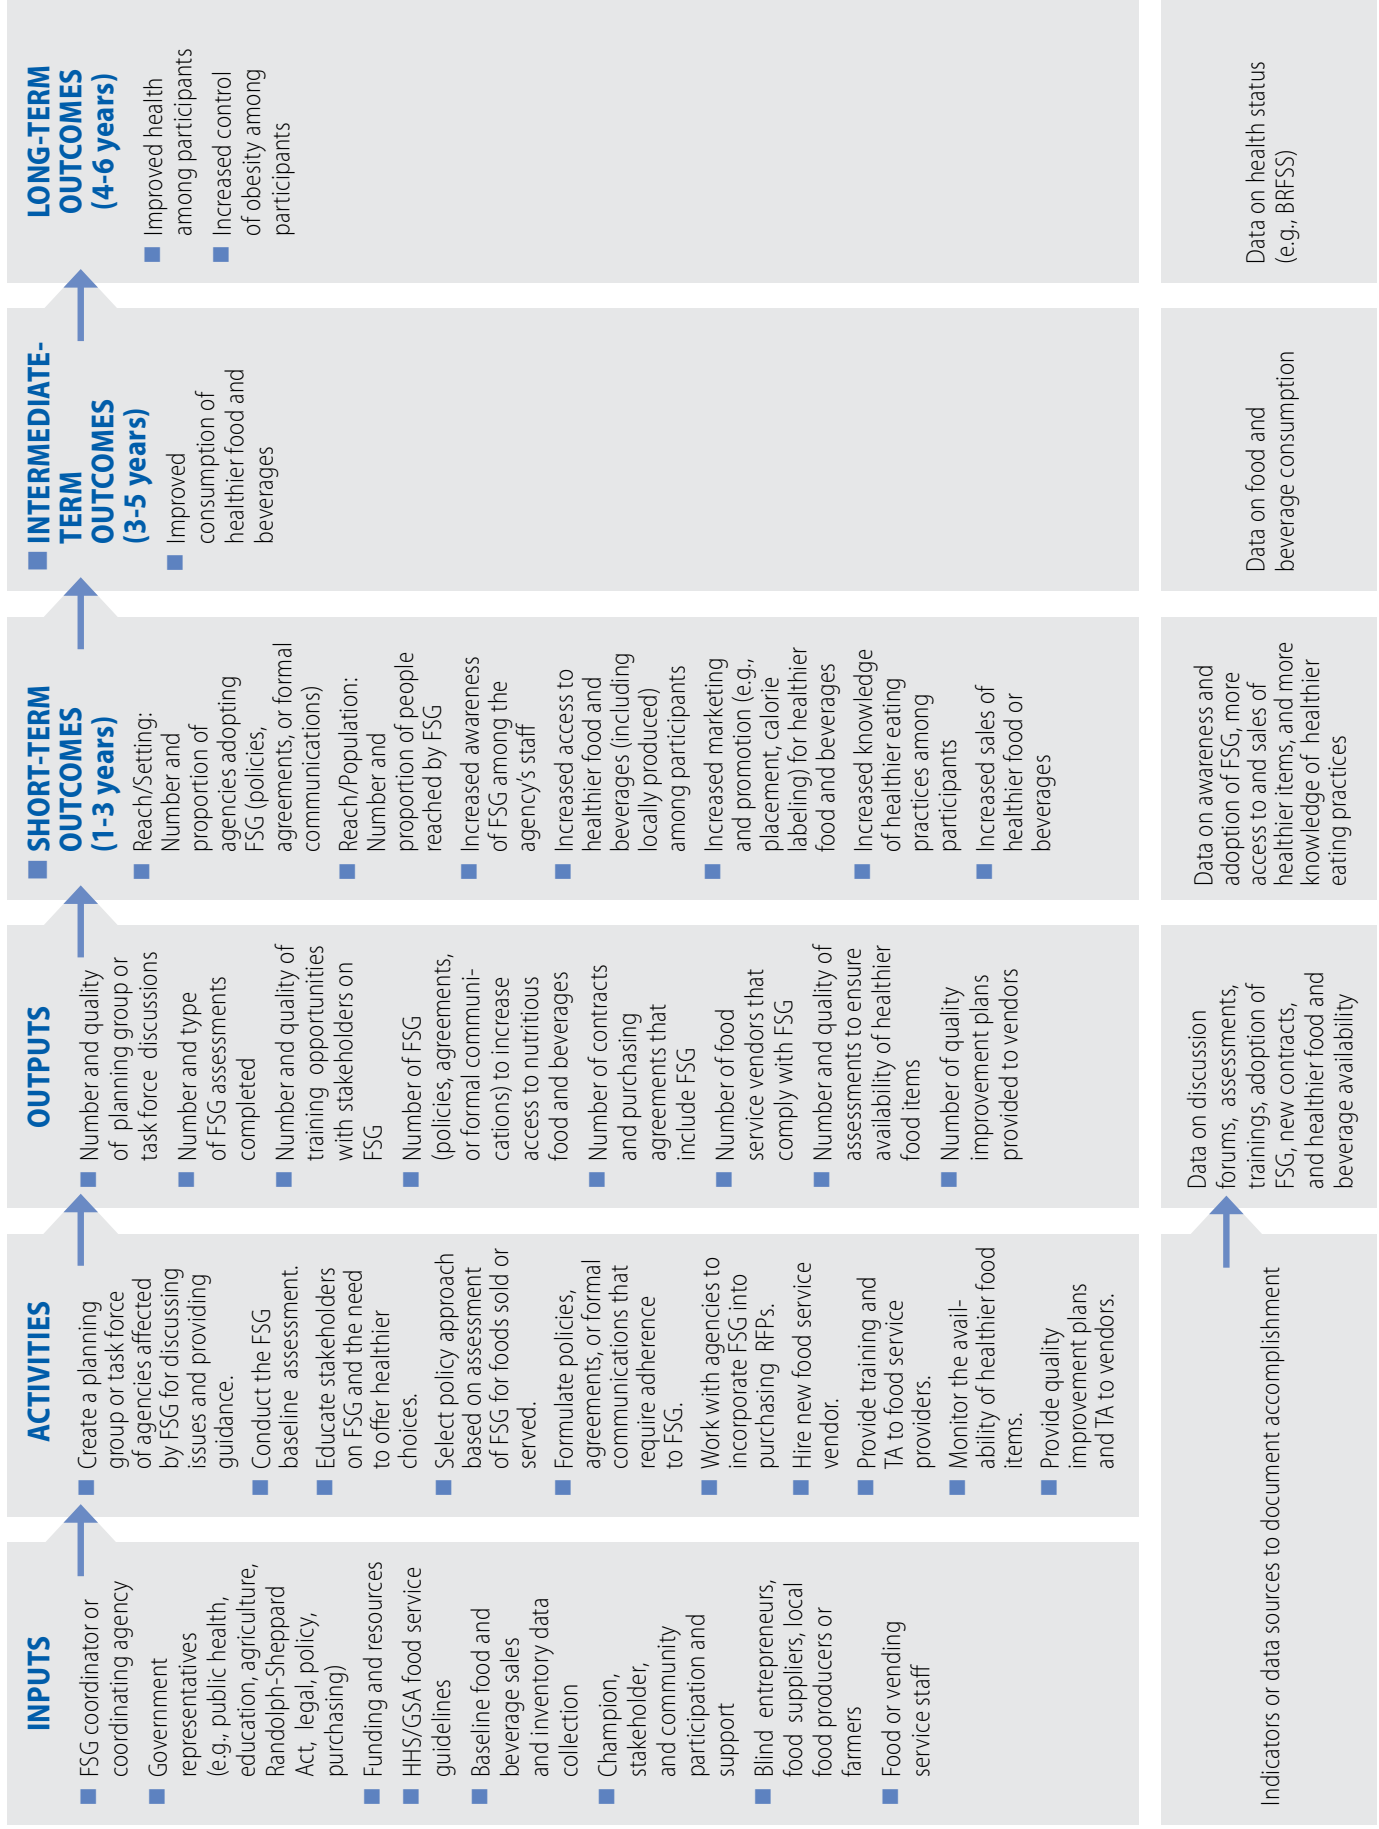 INPUTS
FSG coordinator or
coordinating agency
Government
representatives
(e.g., public health,
education, agriculture,
Randolph-Sheppard
Act, legal, policy,
purchasing)
Funding and resources
HHS/GSA food service
guidelines
Baseline food and
beverage sales
and inventory data
collection
Champion,
stakeholder,
and community
participation and
support
Blind entrepreneurs,
food suppliers, local
food producers or
farmers
Food or vending
service staff
ACTIVITIES
Create a planning
group or task force
of agencies affected
by FSG for discussing
issues and providing
guidance.
Conduct the FSG
baseline assessment.
Educate stakeholders
on FSG and the need
to offer healthier
choices.
Select policy approach
based on assessment
of FSG for foods sold or
served.
Formulate policies,
agreements, or formal
communications that
require adherence
to FSG.
Work with agencies to
incorporate FSG into
purchasing RFPs.
Hire new food service
vendor.
Provide training and
TA to food service
providers.
Monitor the avail-
ability of healthier food
items.
Provide quality
improvement plans
and TA to vendors.
OUTPUTS
Number and quality
of planning group or
task force discussions
Number and type
of FSG assessments
completed
Number and quality of
training opportunities
with stakeholders on
FSG
Number of FSG
(policies, agreements,
or formal communi-
cations) to increase
access to nutritious
food and beverages
Number of contracts
and purchasing
agreements that
include FSG
Number of food
service vendors that
comply with FSG
Number and quality of
assessments to ensure
availability of healthier
food items
Number of quality
improvement plans
provided to vendors
SHORT-TERM
OUTCOMES
(1-3 years)
Reach/Setting:
Number and
proportion of
agencies adopting
FSG (policies,
agreements, or formal
communications)
Reach/Population:
Number and
proportion of people
reached by FSG
Increased awareness
of FSG among the
agency's staff
Increased access to
healthier food and
beverages (including
locally produced)
among participants
Increased marketing
and promotion (e.g.,
placement, calorie
labeling) for healthier
food and beverages
Increased knowledge
of healthier eating
practices among
participants
Increased sales of
healthier food or
beverages
INTERMEDIATE-
TERM
OUTCOMES
(3-5 years)
Improved
consumption of
healthier food and
beverages
LONG-TERM
OUTCOMES
(4-6 years)
Improved health
among participants
Increased control
of obesity among
participants
Indicators or data sources to document accomplishment
Data on discussion
forums, assessments,
trainings, adoption of
FSG, new contracts,
and healthier food and
beverage availability
Data on awareness and
adoption of FSG, more
access to and sales of
healthier items, and more
knowledge of healthier
eating practices
Data on food and
beverage consumption
Data on health status
(e.g., BRFSS)